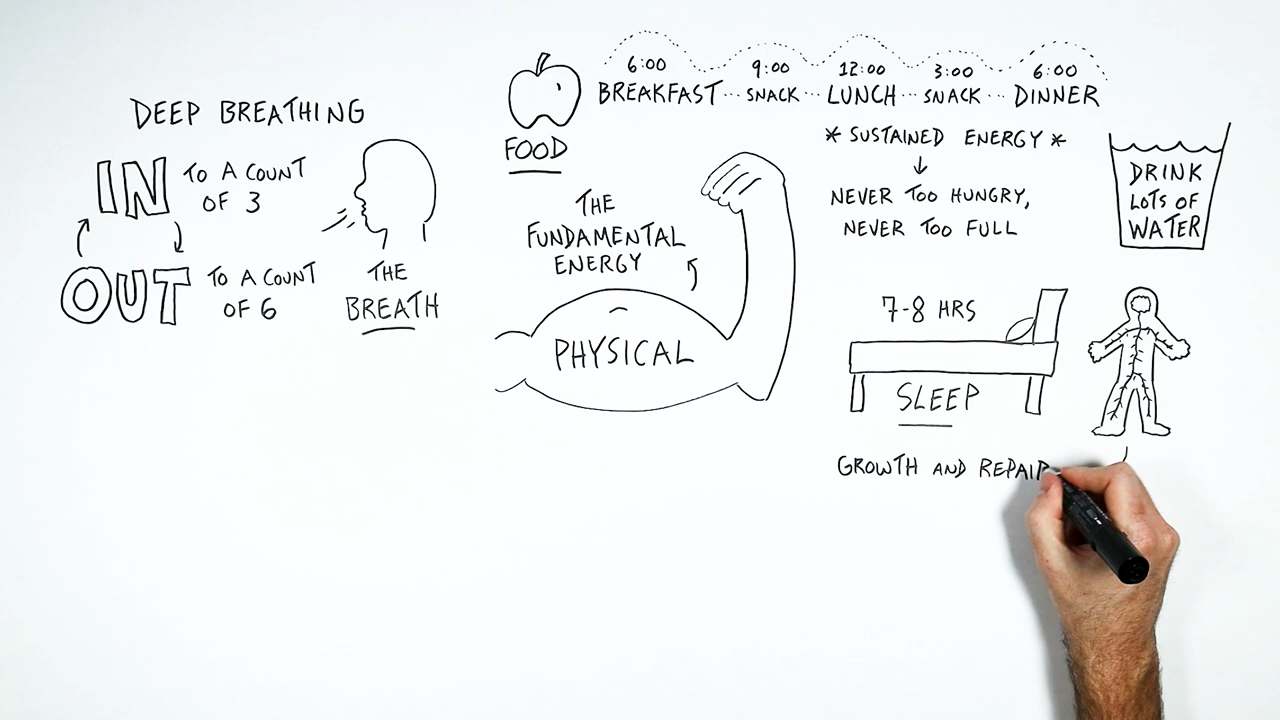 DEEP BREATHING
IN TO A COUNT
OF 3
OUT TO A COUNT
OF 6
THE
BREATH
FOOD
6:00 9:00 12:00 3:00 6:00
BREAKFAST ·· SNACK ·· LUNCH ·· SNACK ·· DINNER
* SUSTAINED ENERGY *
NEVER TOO HUNGRY,
NEVER TOO FULL
DRINK
LOTS OF
WATER
THE
FUNDAMENTAL
ENERGY
PHYSICAL
7-8 HRS
SLEEP
GROWTH AND REPAIR